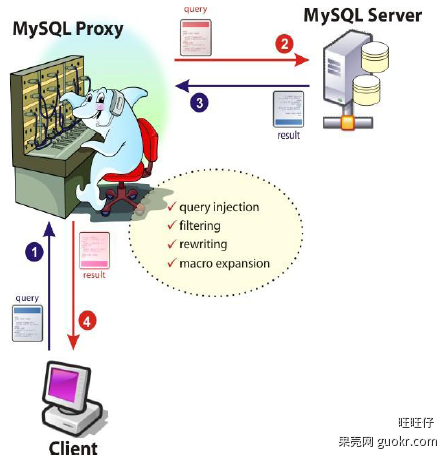 query
MySQL Proxy
MySQL Server
2
3
result
✓ query injection
✓ filtering
✓ rewriting
✓ macro expansion
1
result
query
4
Client
旺旺仔
果壳网 guokr.com